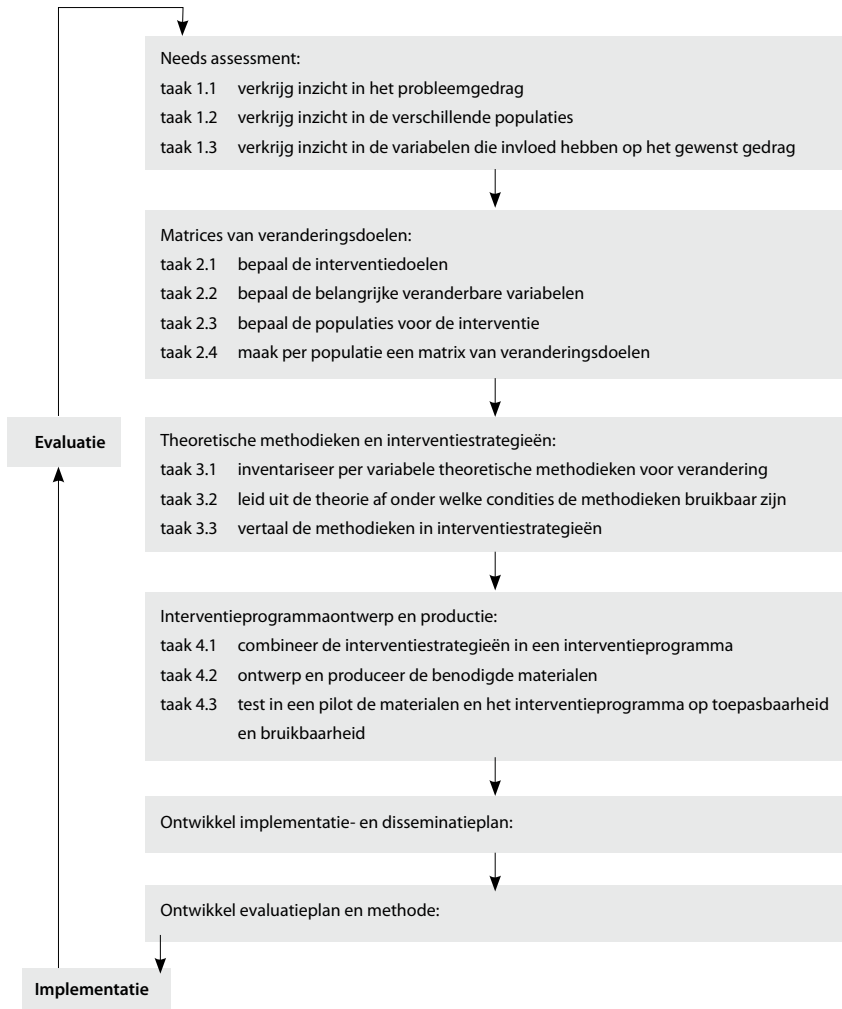 Needs assessment:
taak 1.1 verkrijg inzicht in het probleemgedrag
taak 1.2 verkrijg inzicht in de verschillende populaties
taak 1.3 verkrijg inzicht in de variabelen die invloed hebben op het gewenst gedrag
Matrices van veranderingsdoelen:
taak 2.1 bepaal de interventiedoelen
taak 2.2 bepaal de belangrijke veranderbare variabelen
taak 2.3 bepaal de populaties voor de interventie
taak 2.4 maak per populatie een matrix van veranderingsdoelen
Evaluatie
Theoretische methodieken en interventiestrategieën:
taak 3.1 inventariseer per variabele theoretische methodieken voor verandering
taak 3.2 leid uit de theorie af onder welke condities de methodieken bruikbaar zijn
taak 3.3 vertaal de methodieken in interventiestrategieën
Interventieprogrammaontwerp en productie:
taak 4.1 combineer de interventiestrategieën in een interventieprogramma
taak 4.2 ontwerp en produceer de benodigde materialen
taak 4.3 test in een pilot de materialen en het interventieprogramma op toepasbaarheid
en bruikbaarheid
Ontwikkel implementatie- en disseminatieplan:
Ontwikkel evaluatieplan en methode:
Implementatie